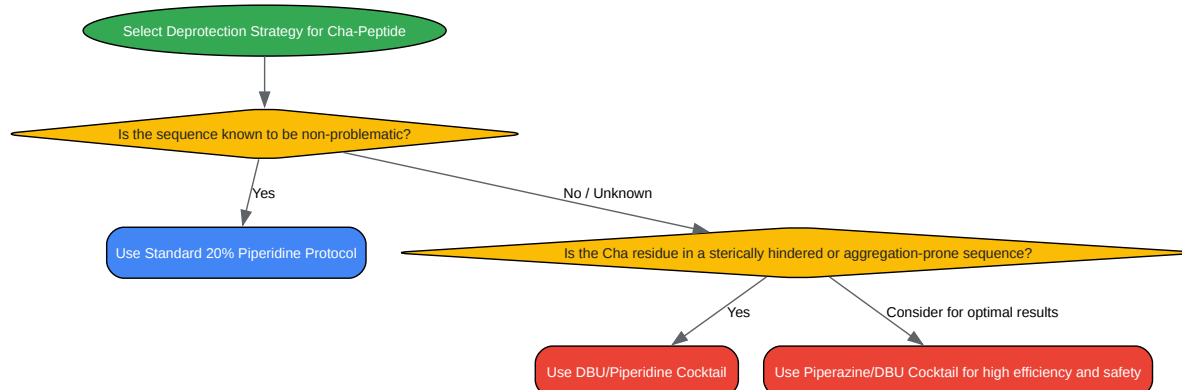 Select Deprotection Strategy for Cha-Peptide
Is the sequence known to be non-problematic?
Yes
No / Unknown
Use Standard 20% Piperidine Protocol
Is the Cha residue in a sterically hindered or aggregation-prone sequence?
Yes
Consider for optimal results
Use DBU/Piperidine Cocktail
Use Piperazine/DBU Cocktail for high efficiency and safety